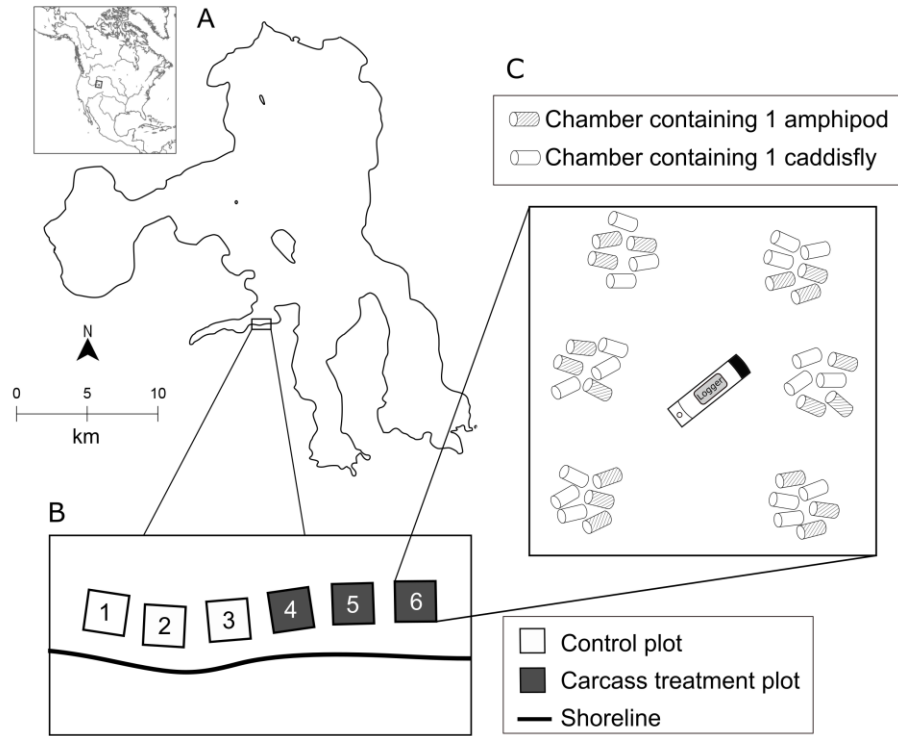 A
C
Chamber containing 1 amphipod
Chamber containing 1 caddisfly
N
0 5 10
km
Logger
B
1 2 3 4 5 6
Control plot
Carcass treatment plot
Shoreline